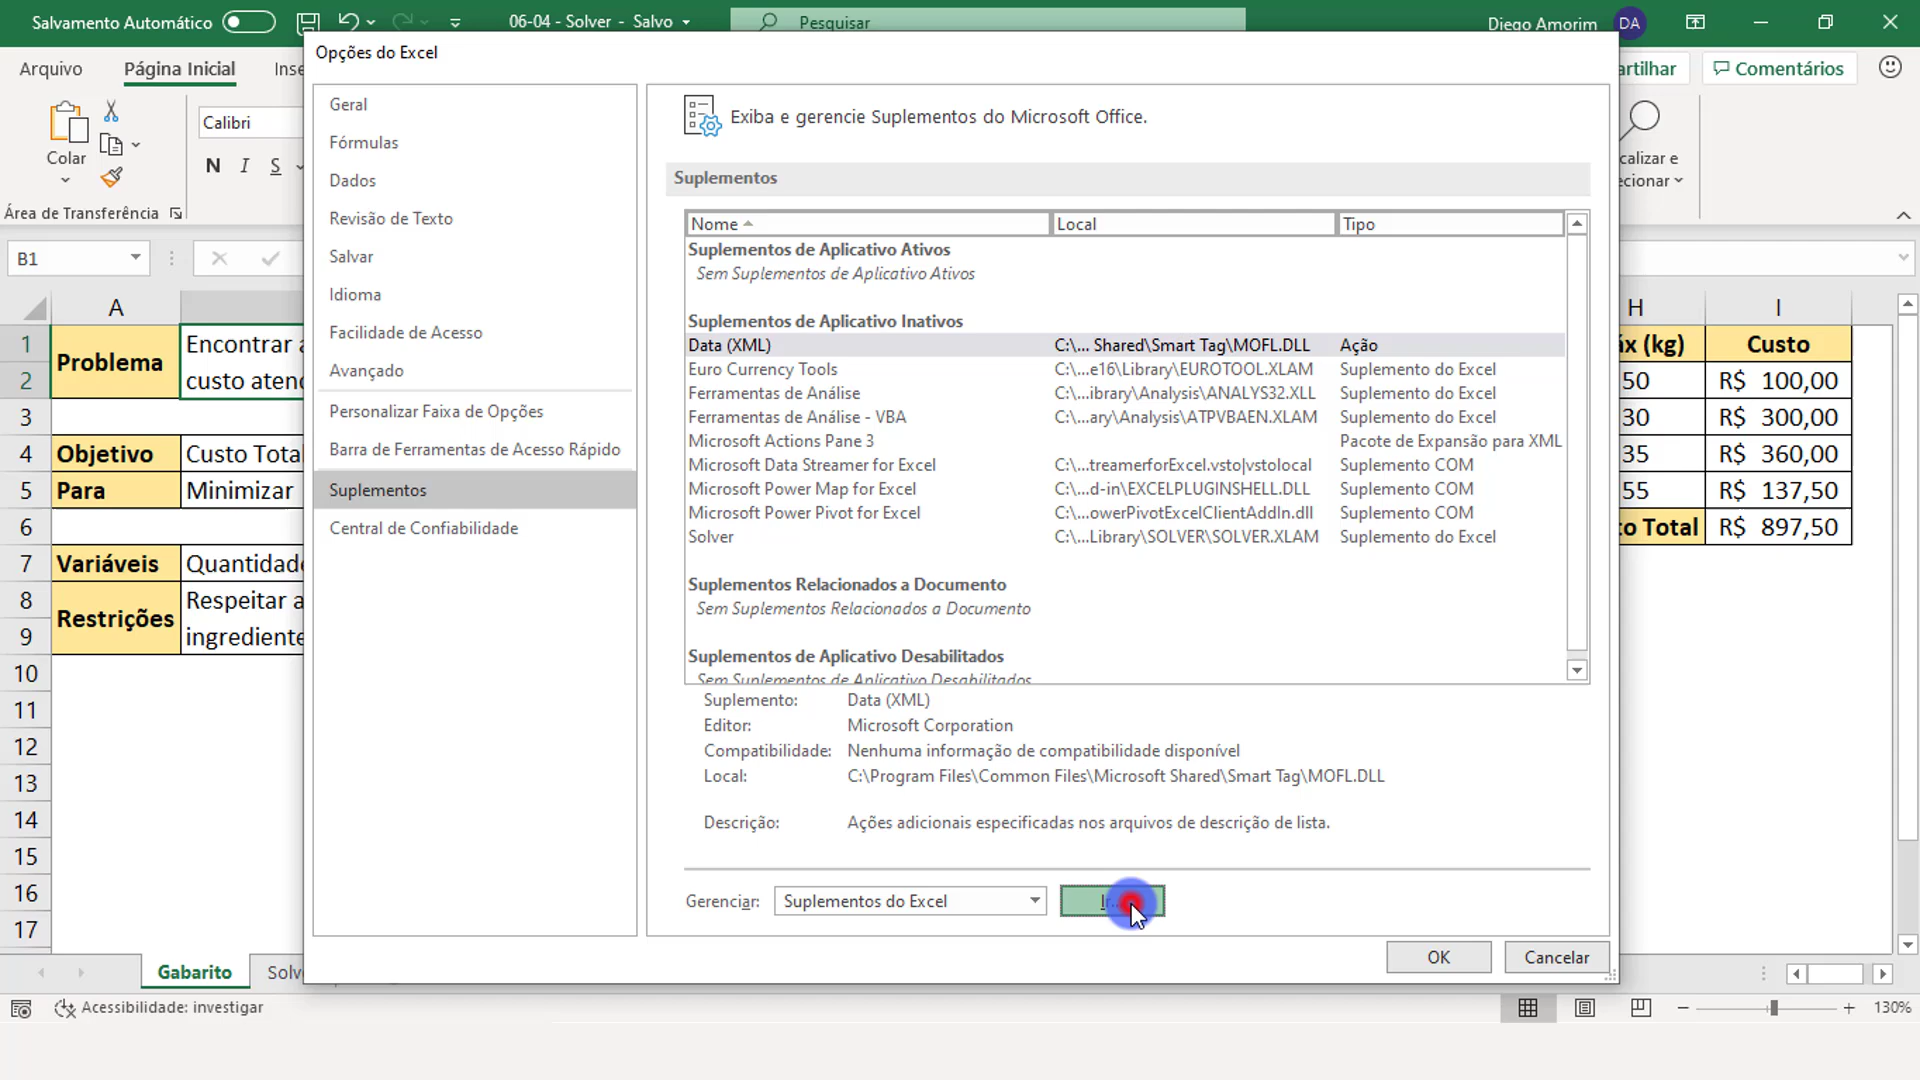 Salvamento Automático
06-04 - Solver - Salvo
Pesquisar
Diego Amorim
DA
Opções do Excel
Arquivo
Página Inicial
Inse
artilhar
Comentários
Colar
Calibri
N I S
Área de Transferência
calizar e
ecionar
B1
Geral
Fórmulas
Dados
Revisão de Texto
Salvar
Idioma
Facilidade de Acesso
Avançado
Personalizar Faixa de Opções
Barra de Ferramentas de Acesso Rápido
Suplementos
Central de Confiabilidade
Exiba e gerencie Suplementos do Microsoft Office.
Suplementos
Nome Local Tipo
Suplementos de Aplicativo Ativos
Sem Suplementos de Aplicativo Ativos
Suplementos de Aplicativo Inativos
Data (XML) C:\... Shared\Smart Tag\MOFL.DLL Ação
Euro Currency Tools C:\...e16\Library\EUROTOOL.XLAM Suplemento do Excel
Ferramentas de Análise C:\...ibrary\Analysis\ANALYS32.XLL Suplemento do Excel
Ferramentas de Análise - VBA C:\...ary\Analysis\ATPVBAEN.XLAM Suplemento do Excel
Microsoft Actions Pane 3 Pacote de Expansão para XML
Microsoft Data Streamer for Excel C:\...treamerforExcel.vsto|vstolocal Suplemento COM
Microsoft Power Map for Excel C:\...d-in\EXCELPLUGINSHELL.DLL Suplemento COM
Microsoft Power Pivot for Excel C:\...owerPivotExcelClientAddIn.dll Suplemento COM
Solver C:\...Library\SOLVER\SOLVER.XLAM Suplemento do Excel
Suplementos Relacionados a Documento
Sem Suplementos Relacionados a Documento
Suplementos de Aplicativo Desabilitados
Sem Suplementos de Aplicativo Desabilitados
Suplemento: Data (XML)
Editor: Microsoft Corporation
Compatibilidade: Nenhuma informação de compatibilidade disponível
Local: C:\Program Files\Common Files\Microsoft Shared\Smart Tag\MOFL.DLL
Descrição: Ações adicionais especificadas nos arquivos de descrição de lista.
Gerenciar: Suplementos do Excel
OK Cancelar
A H I
1 Problema Encontrar a áx (kg) Custo
2 custo atenc 50 R$ 100,00
3 30 R$ 300,00
4 Objetivo Custo Total 35 R$ 360,00
5 Para Minimizar 55 R$ 137,50
6 to Total R$ 897,50
7 Variáveis Quantidade
8 Restrições Respeitar a
9 ingrediente
10
11
12
13
14
15
16
17
Gabarito Solv
Acessibilidade: investigar
130%